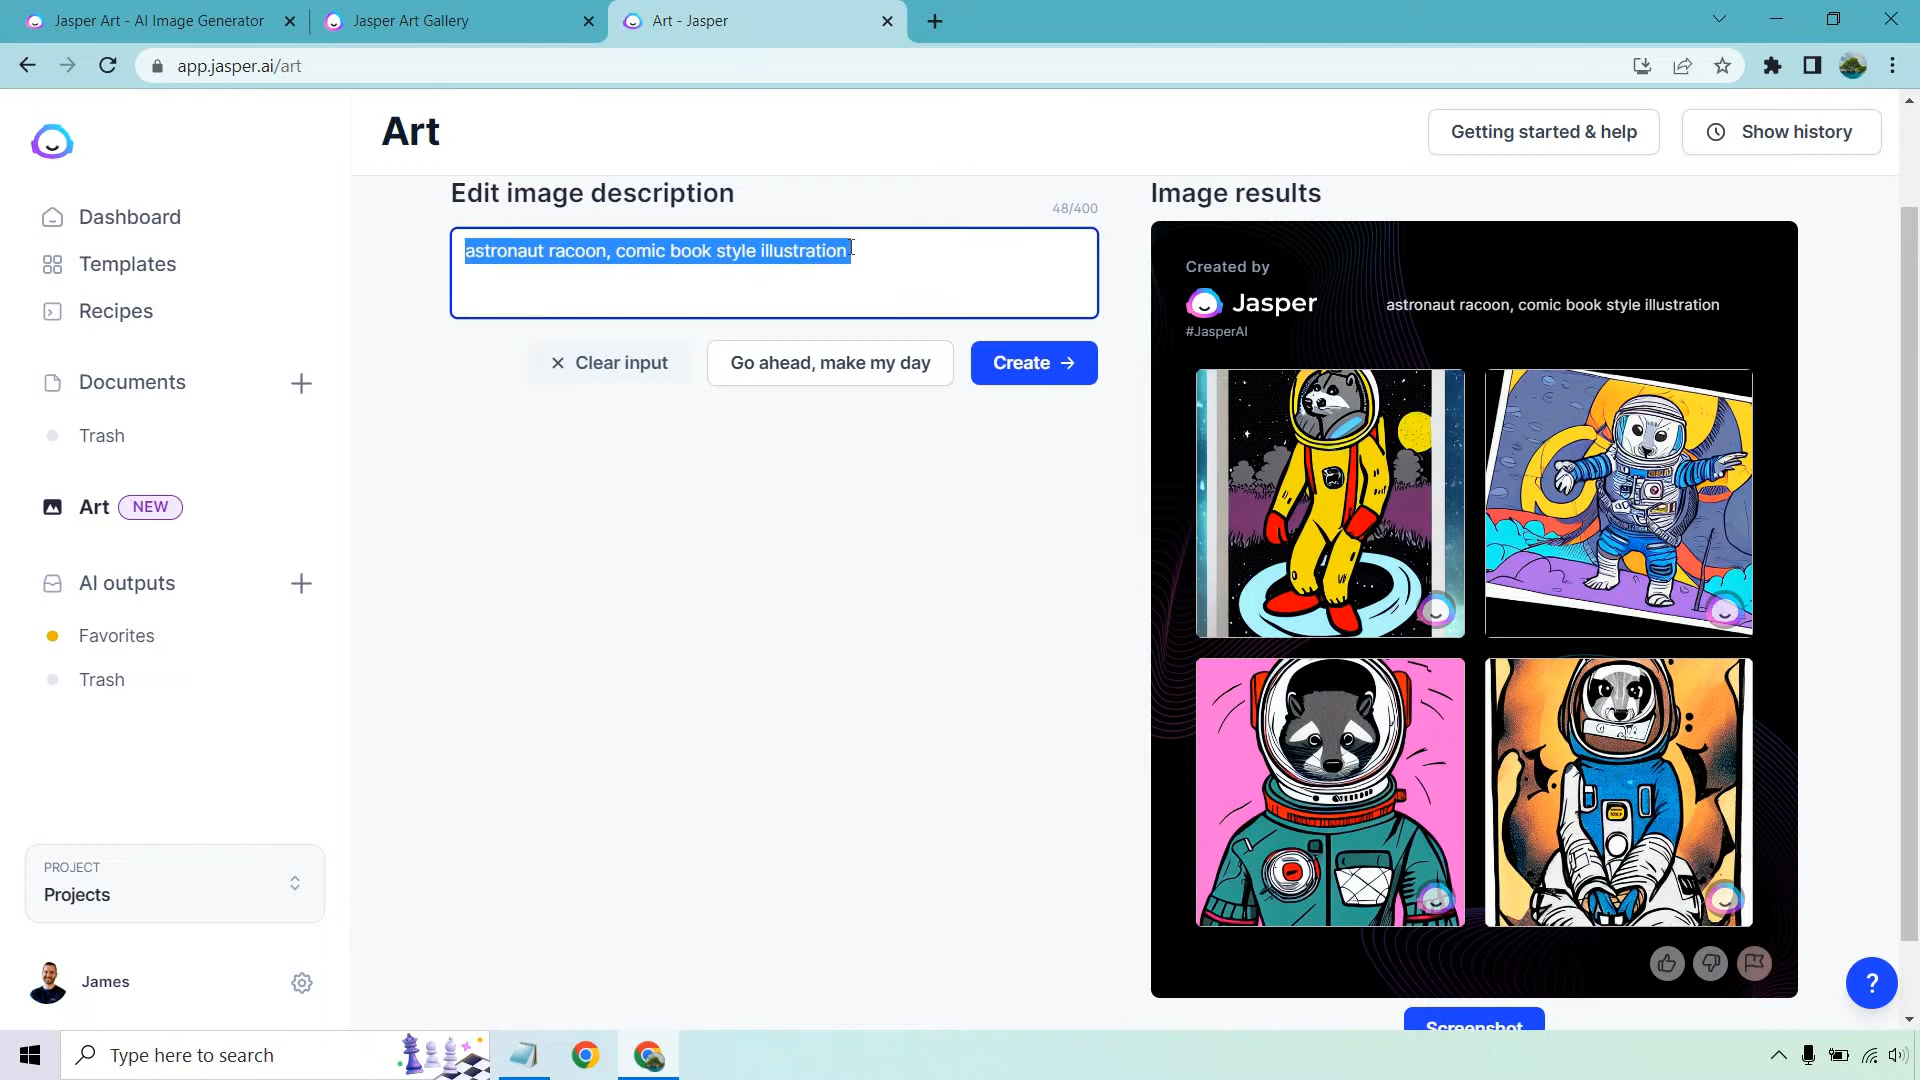 Jasper Art - AI Image Generator
Jasper Art Gallery
Art - Jasper
app.jasper.ai/art
Art
Getting started & help
Show history
Dashboard
Templates
Recipes
Documents
Trash
Art
NEW
AI outputs
Favorites
Trash
PROJECT
Projects
James
Edit image description
48/400
astronaut racoon, comic book style illustration
Clear input
Go ahead, make my day
Create
Image results
Created by
Jasper
#JasperAI
astronaut racoon, comic book style illustration
Screenshot
?
Type here to search